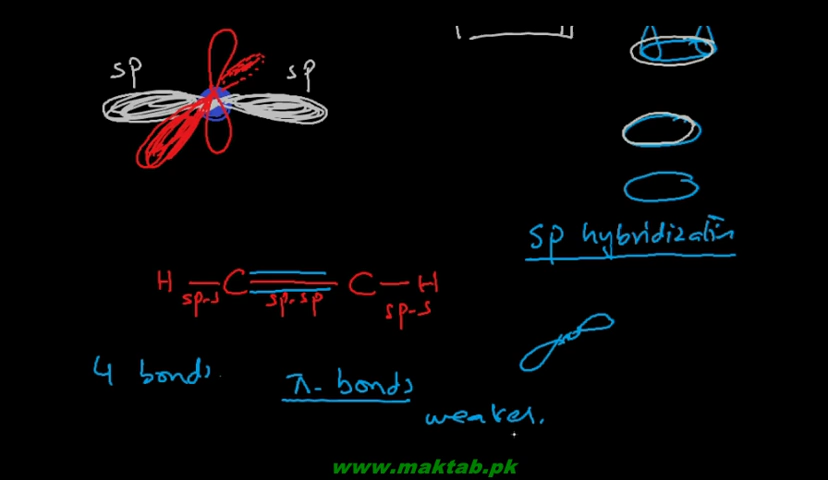 sp sp
sp hybridization
H — C ≡ C — H
sp-s sp-sp sp-s
4 bonds.
π-bonds
weaker.
www.maktab.pk